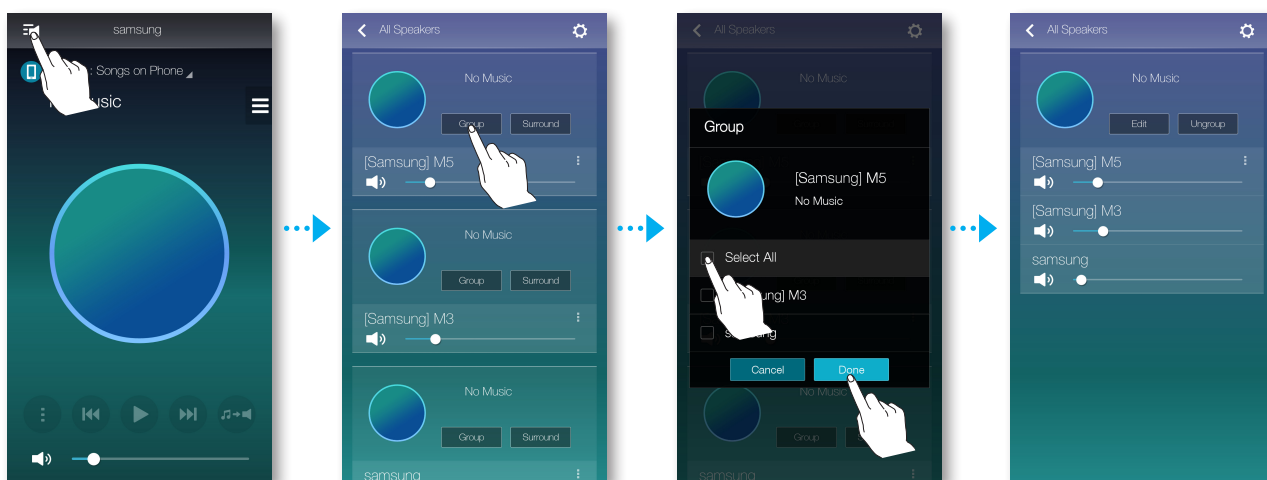 samsung
: Songs on Phone
All Speakers
No Music
Group Surround
[Samsung] M5
No Music
Group Surround
[Samsung] M3
No Music
Group Surround
samsung
All Speakers
No Music
Group
[Samsung] M5
No Music
Select All
M3
Cancel Done
No Music
Group
samsung
All Speakers
No Music
Edit Ungroup
[Samsung] M5
[Samsung] M3
samsung